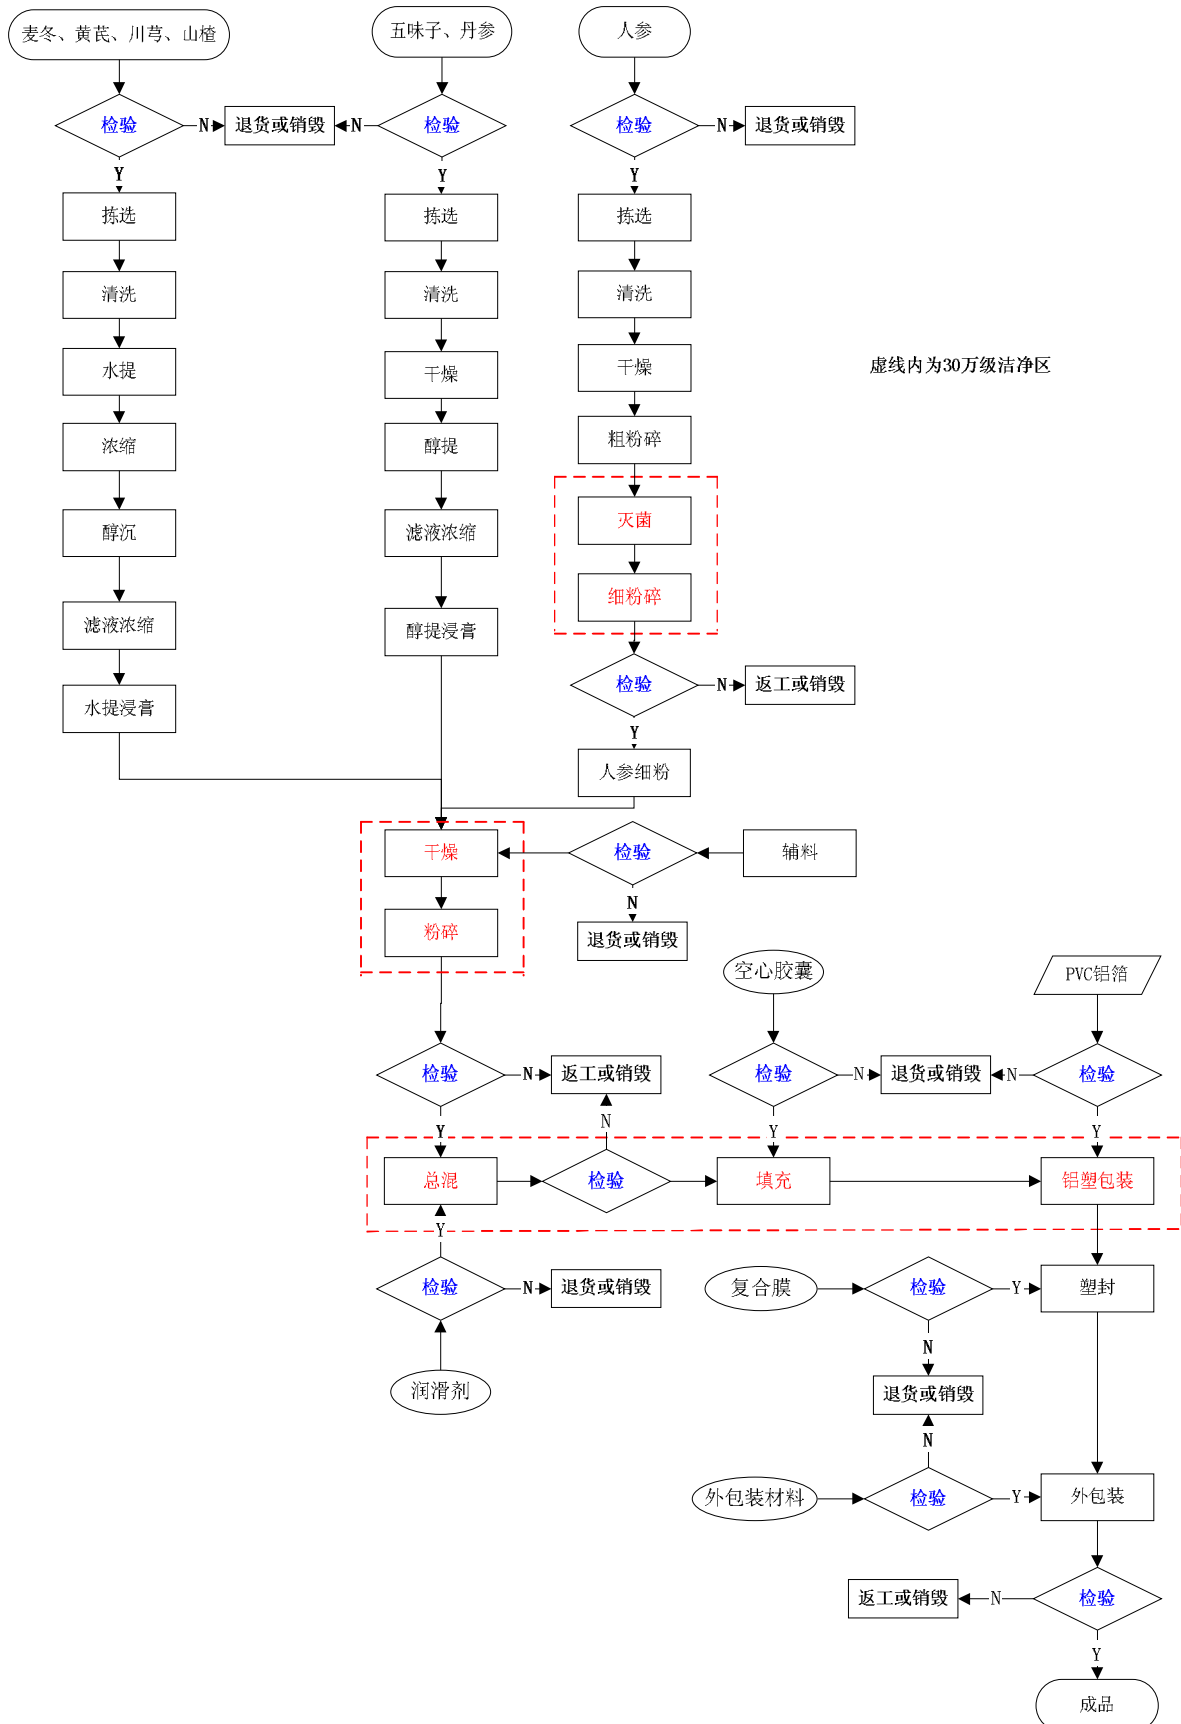 麦冬、黄芪、川芎、山楂
五味子、丹参
人参
检验
N
退货或销毁
N
检验
检验
N
退货或销毁
Y
Y
Y
拣选
拣选
拣选
清洗
清洗
清洗
水提
干燥
干燥
虚线内为30万级洁净区
浓缩
醇提
粗粉碎
醇沉
滤液浓缩
灭菌
细粉碎
滤液浓缩
醇提浸膏
检验
N
返工或销毁
水提浸膏
Y
人参细粉
干燥
检验
辅料
N
粉碎
退货或销毁
空心胶囊
PVC铝箔
检验
N
返工或销毁
检验
N
退货或销毁
N
检验
Y
N
Y
Y
总混
检验
填充
铝塑包装
Y
检验
N
退货或销毁
复合膜
检验
Y
塑封
N
润滑剂
退货或销毁
N
外包装材料
检验
Y
外包装
返工或销毁
N
检验
Y
成品